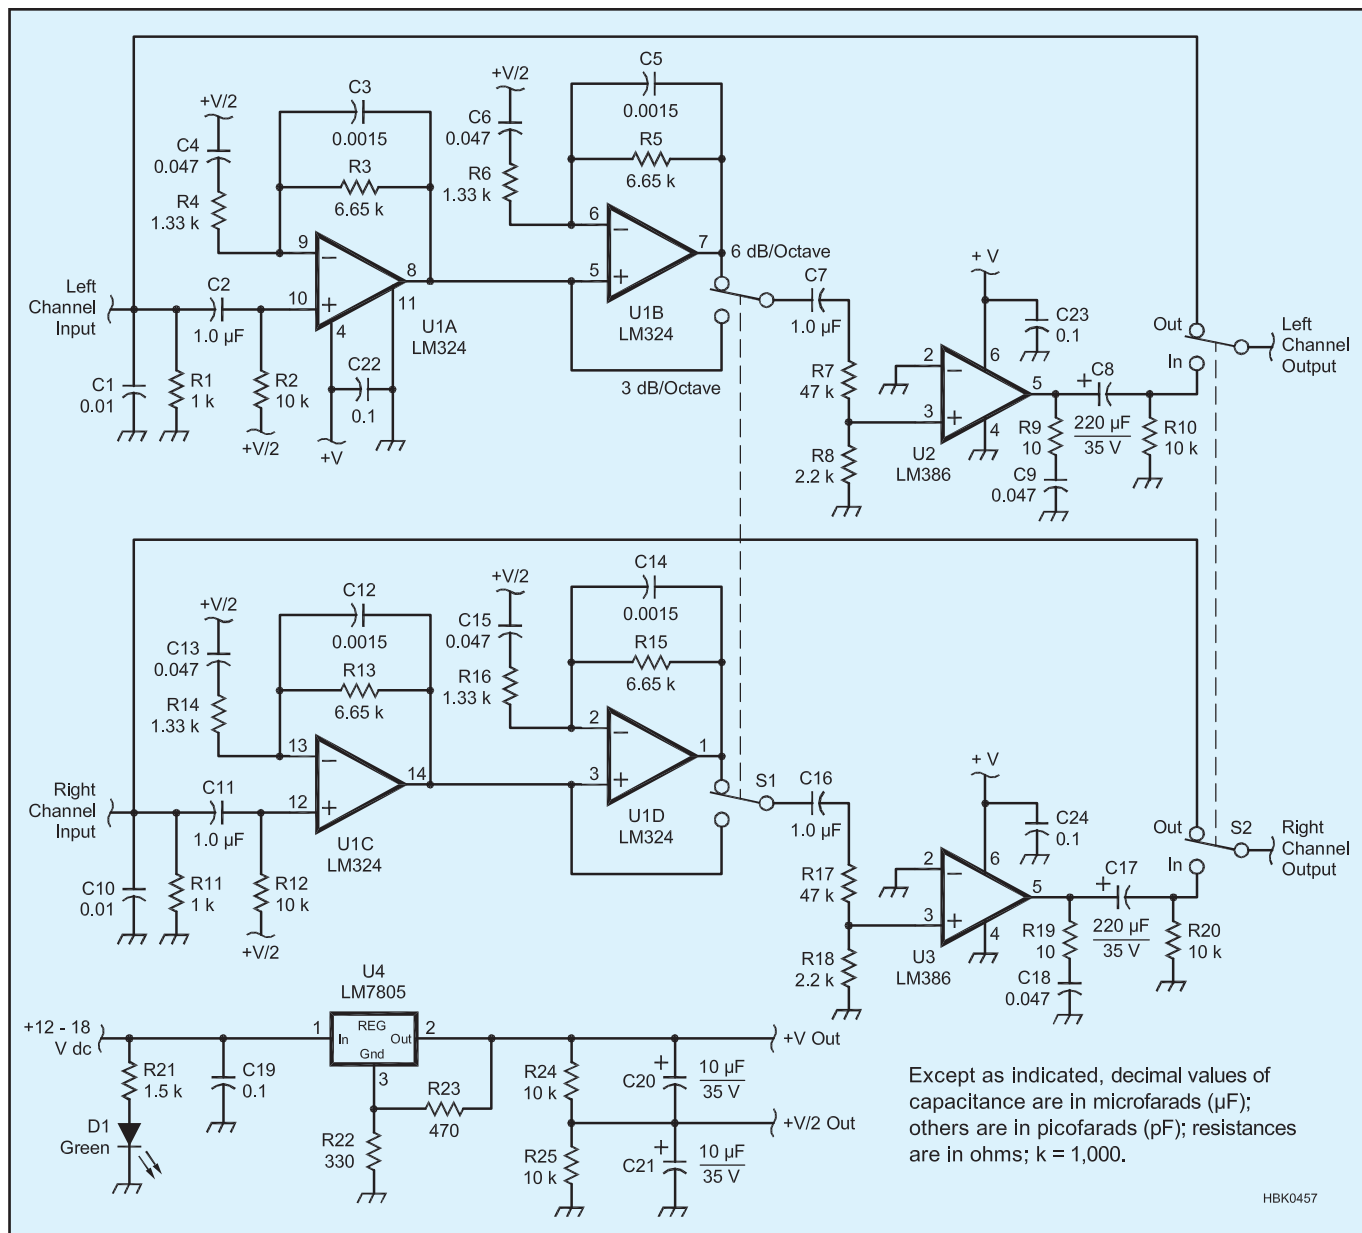 +V/2
C4
0.047
R4
1.33 k
C3
0.0015
R3
6.65 k
+V/2
C6
0.047
R6
1.33 k
C5
0.0015
R5
6.65 k
Left
Channel
Input
C2
1.0 µF
9
10
8
11
4
U1A
LM324
C1
0.01
R1
1 k
R2
10 k
+V/2
C22
0.1
+V
6
5
7
U1B
LM324
6 dB/Octave
3 dB/Octave
C7
1.0 µF
R7
47 k
R8
2.2 k
+ V
C23
0.1
2
3
6
5
4
U2
LM386
C8
+
220 µF
35 V
R9
10
C9
0.047
R10
10 k
Out
In
Left
Channel
Output
+V/2
C13
0.047
R14
1.33 k
C12
0.0015
R13
6.65 k
+V/2
C15
0.047
R16
1.33 k
C14
0.0015
R15
6.65 k
Right
Channel
Input
C11
1.0 µF
13
12
14
U1C
LM324
C10
0.01
R11
1 k
R12
10 k
+V/2
2
3
1
U1D
LM324
S1
C16
1.0 µF
R17
47 k
R18
2.2 k
+ V
C24
0.1
2
3
6
5
4
U3
LM386
C17
+
220 µF
35 V
R19
10
C18
0.047
R20
10 k
Out
In
S2
Right
Channel
Output
+12 - 18
V dc
R21
1.5 k
D1
Green
C19
0.1
U4
LM7805
1
In
REG
Out
Gnd
2
3
R22
330
R23
470
R24
10 k
R25
10 k
C20
+
10 µF
35 V
C21
+
10 µF
35 V
+V Out
+V/2 Out
Except as indicated, decimal values of
capacitance are in microfarads (µF);
others are in picofarads (pF); resistances
are in ohms; k = 1,000.
HBK0457